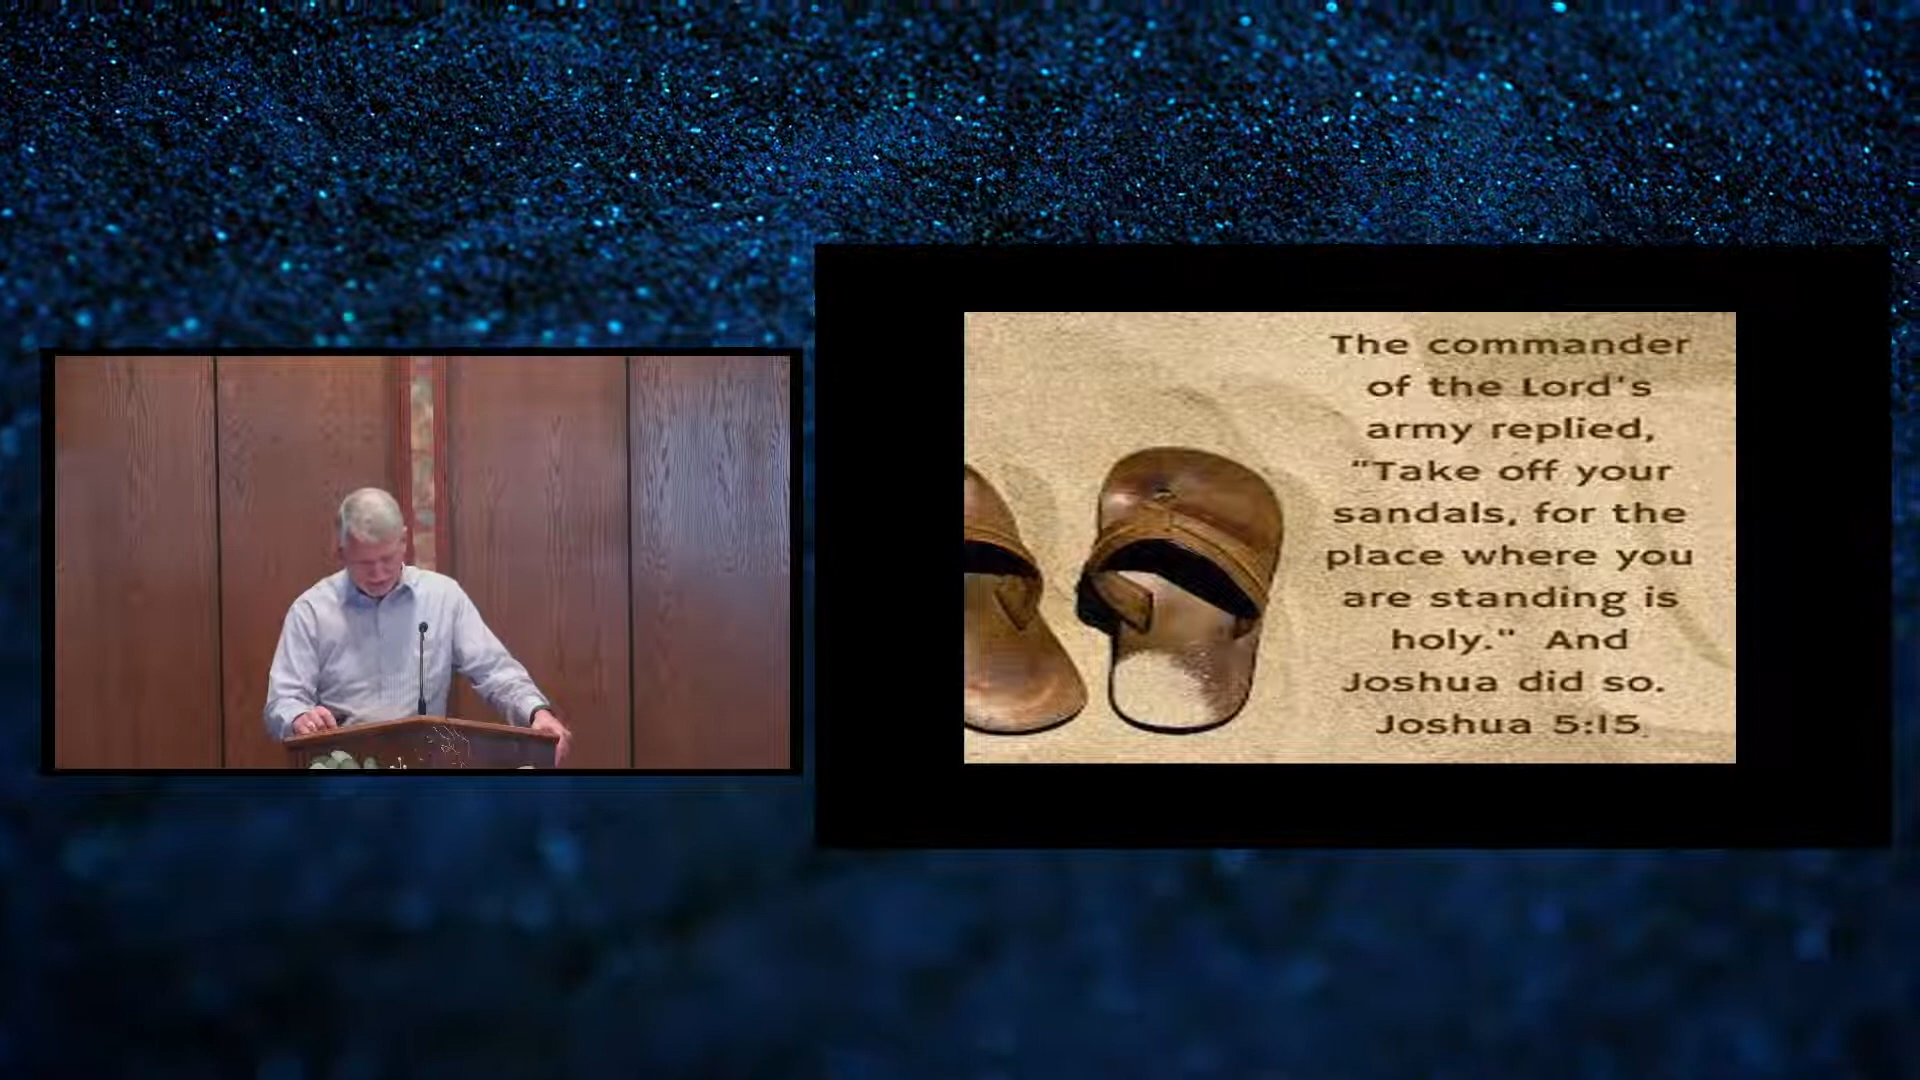 The commander
of the Lord's
army replied,
“Take off your
sandals, for the
place where you
are standing is
holy." And
Joshua did so.
Joshua 5:15